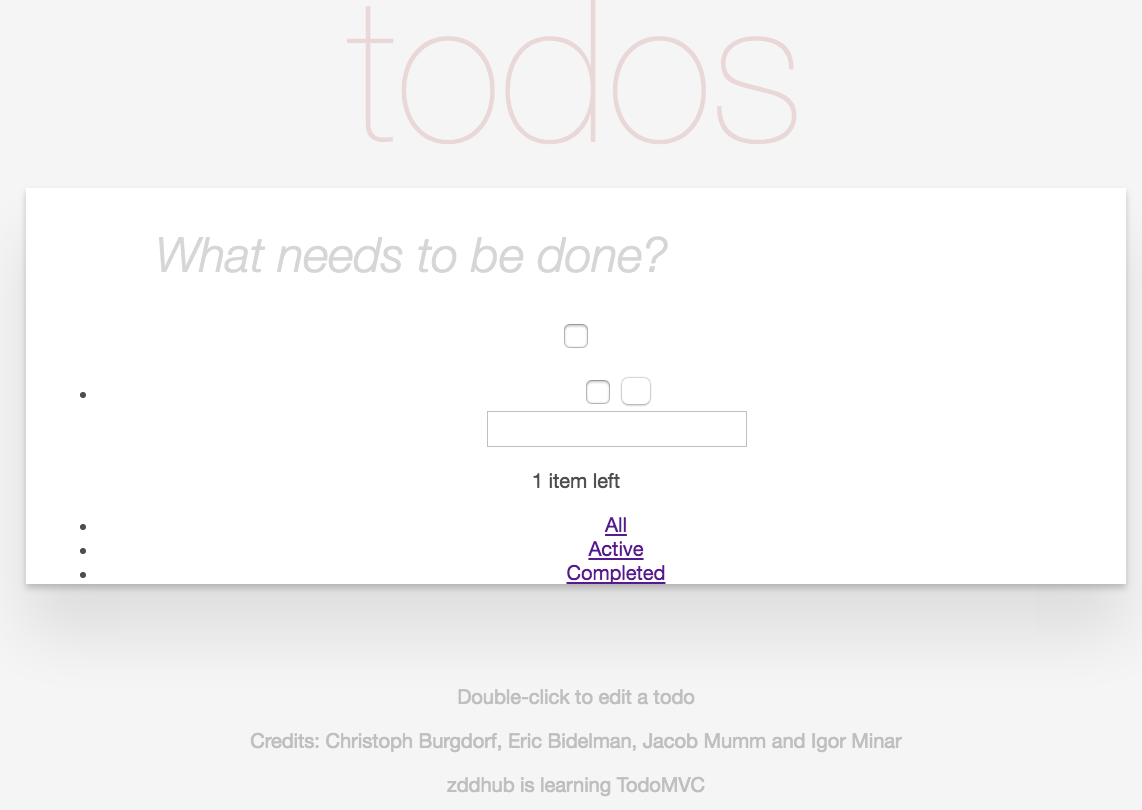 todos
What needs to be done?
1 item left
All
Active
Completed
Double-click to edit a todo
Credits: Christoph Burgdorf, Eric Bidelman, Jacob Mumm and Igor Minar
zddhub is learning TodoMVC